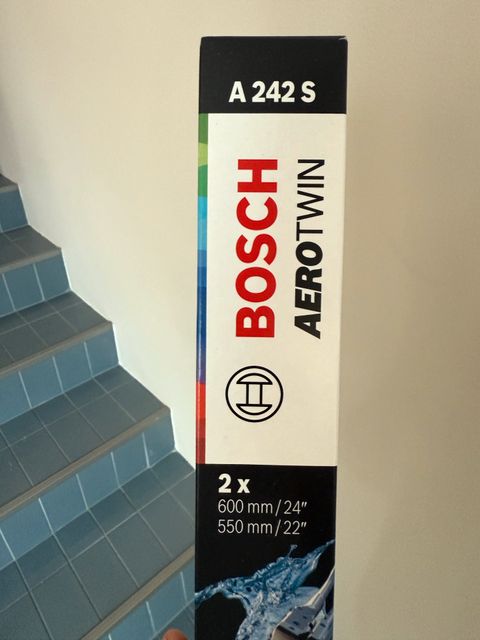 A 242 S
BOSCH
AEROTWIN
2 x
600 mm/24"
550 mm/22"